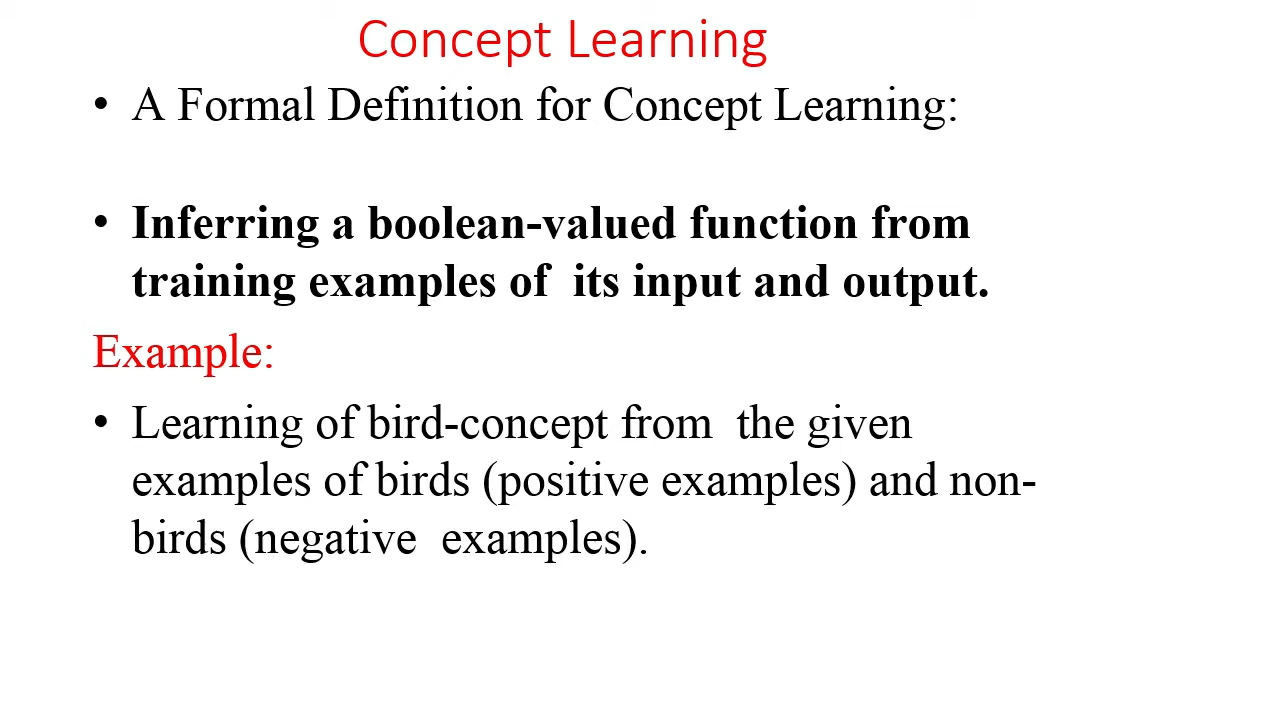 Concept Learning
• A Formal Definition for Concept Learning:
• Inferring a boolean-valued function from
training examples of its input and output.
Example:
• Learning of bird-concept from the given
examples of birds (positive examples) and non-
birds (negative examples).